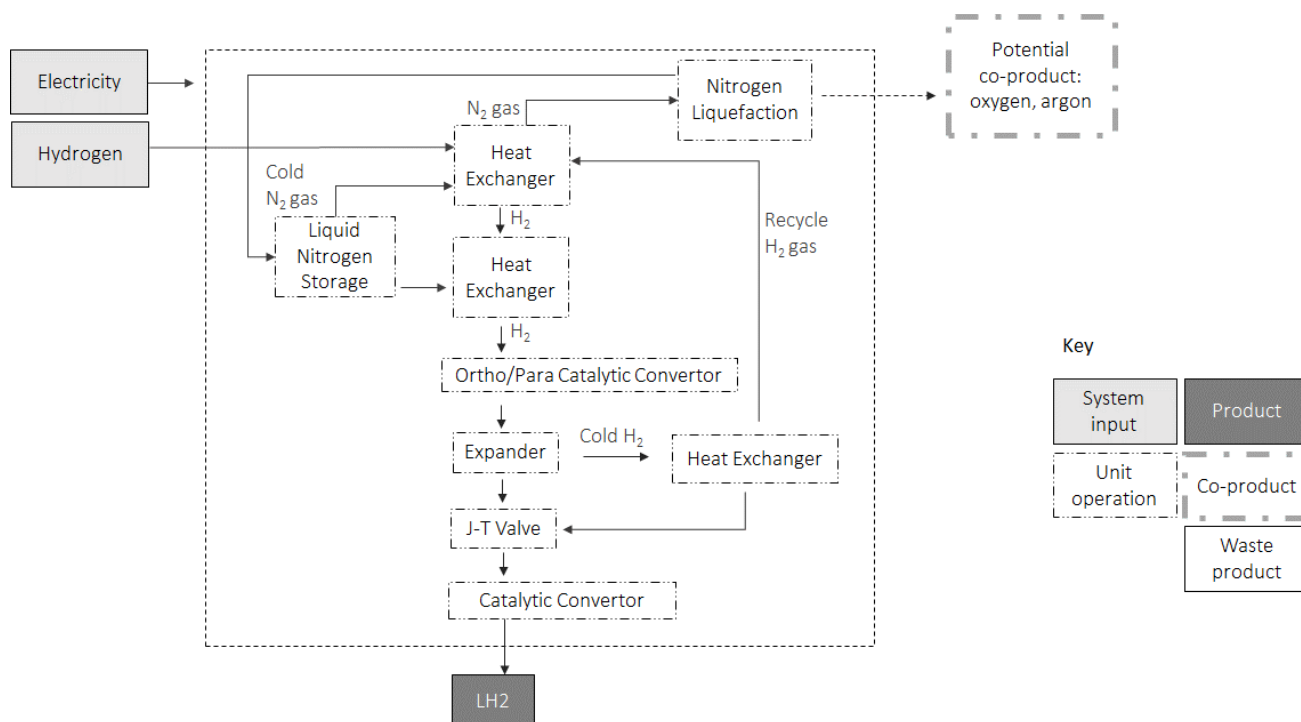 Electricity
Hydrogen
Potential
co-product:
oxygen, argon
Nitrogen
Liquefaction
N₂ gas
Heat
Exchanger
Cold
N₂ gas
H₂
Recycle
H₂ gas
Liquid
Nitrogen
Storage
Heat
Exchanger
H₂
Ortho/Para Catalytic Convertor
Expander
Cold H₂
Heat Exchanger
J-T Valve
Catalytic Convertor
LH2
Key
System
input
Product
Unit
operation
Co-product
Waste
product